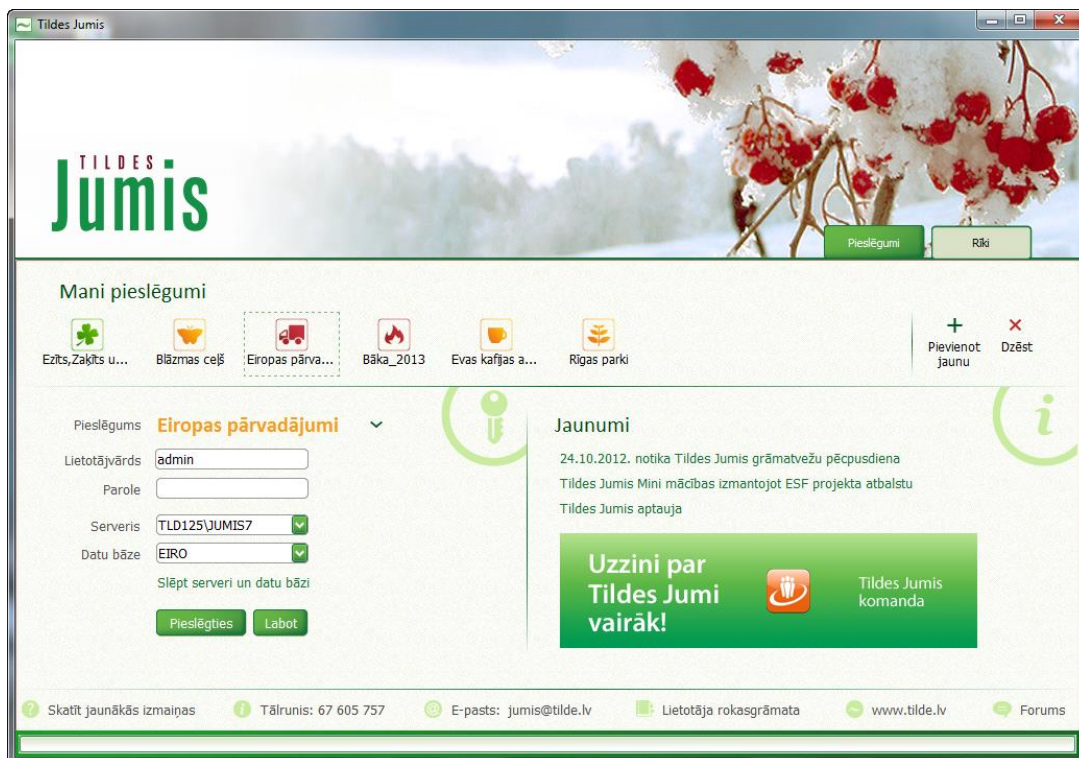 Tildes Jumis
TILDES
Jumis
Pieslēgumi
Rīki
Mani pieslēgumi
Ezīts,Zaķīts u...
Blāzmas ceļš
Eiropas pārva...
Bāka_2013
Evas kafijas a...
Rīgas parki
Pievienot
jaunu
Dzēst
Pieslēgums
Eiropas pārvadājumi
Lietotājvārds
admin
Parole
Serveris
TLD125\JUMIS7
Datu bāze
EIRO
Slēpt serveri un datu bāzi
Pieslēgties
Labot
Jaunumi
24.10.2012. notika Tildes Jumis grāmatvežu pēcpusdiena
Tildes Jumis Mini mācības izmantojot ESF projekta atbalstu
Tildes Jumis aptauja
Uzzini par
Tildes Jumi
vairāk!
Tildes Jumis
komanda
Skatīt jaunākās izmaiņas
Tālrunis: 67 605 757
E-pasts: jumis@tilde.lv
Lietotāja rokasgrāmata
www.tilde.lv
Forums